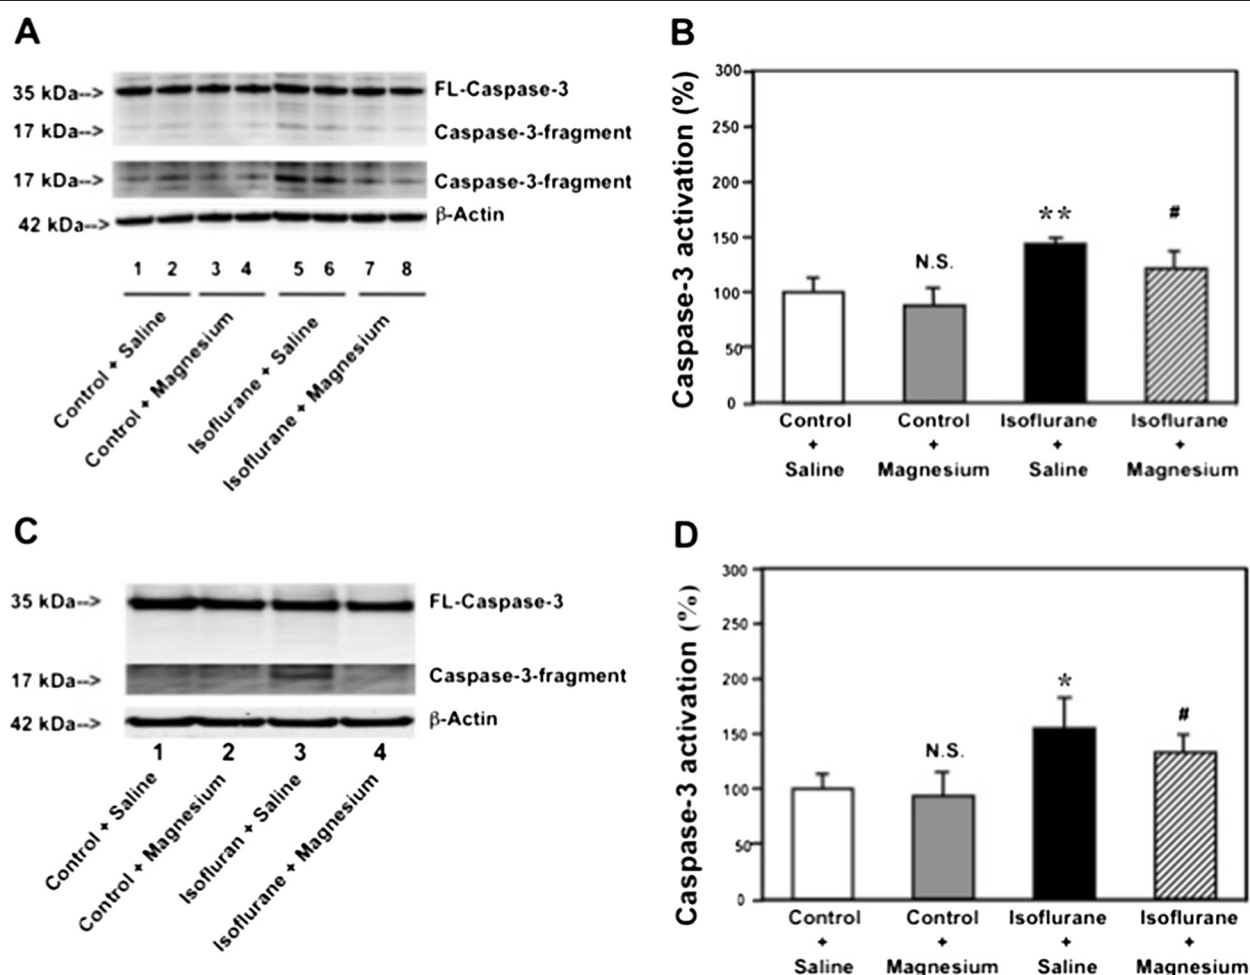 A
35 kDa-->
FL-Caspase-3
17 kDa-->
Caspase-3-fragment
17 kDa-->
Caspase-3-fragment
42 kDa-->
β-Actin
1 2 3 4 5 6 7 8
Control + Saline
Control + Magnesium
Isoflurane + Saline
Isoflurane + Magnesium
B
Caspase-3 activation (%)
300
250
200
150
100
50
0
N.S.
**
#
Control + Saline
Control + Magnesium
Isoflurane + Saline
Isoflurane + Magnesium
C
35 kDa-->
FL-Caspase-3
17 kDa-->
Caspase-3-fragment
42 kDa-->
β-Actin
1 2 3 4
Control + Saline
Control + Magnesium
Isofluran + Saline
Isoflurane + Magnesium
D
Caspase-3 activation (%)
300
250
200
150
100
50
0
N.S.
*
#
Control + Saline
Control + Magnesium
Isoflurane + Saline
Isoflurane + Magnesium